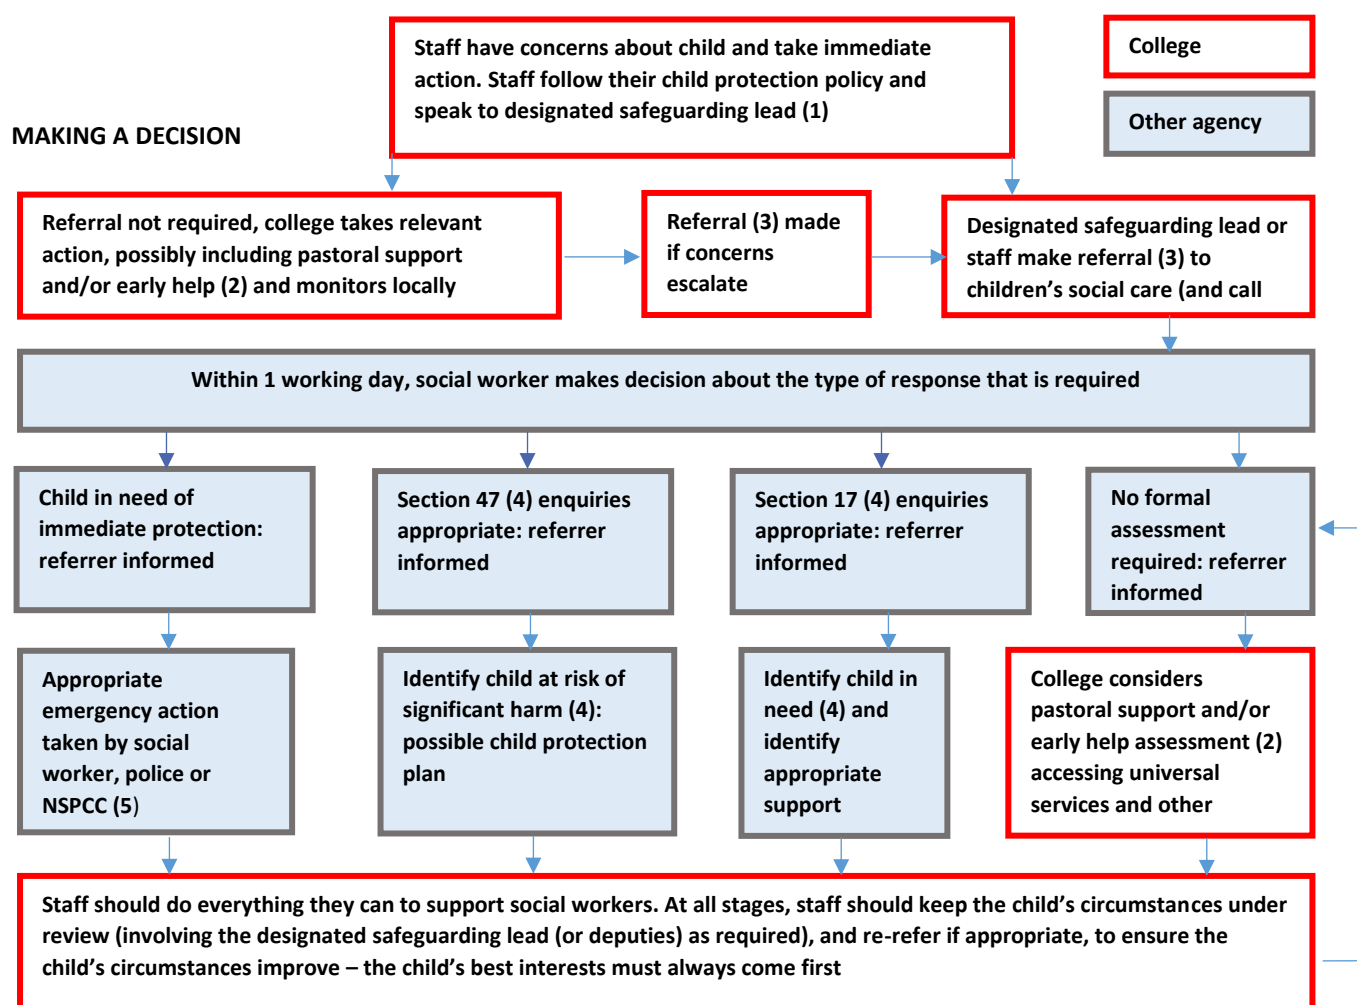 Staff have concerns about child and take immediate
action. Staff follow their child protection policy and
speak to designated safeguarding lead (1)
College
Other agency
MAKING A DECISION
Referral not required, college takes relevant
action, possibly including pastoral support
and/or early help (2) and monitors locally
Referral (3) made
if concerns
escalate
Designated safeguarding lead or
staff make referral (3) to
children’s social care (and call
Within 1 working day, social worker makes decision about the type of response that is required
Child in need of
immediate protection:
referrer informed
Section 47 (4) enquiries
appropriate: referrer
informed
Section 17 (4) enquiries
appropriate: referrer
informed
No formal
assessment
required: referrer
informed
Appropriate
emergency action
taken by social
worker, police or
NSPCC (5)
Identify child at risk of
significant harm (4):
possible child protection
plan
Identify child in
need (4) and
identify
appropriate
support
College considers
pastoral support and/or
early help assessment (2)
accessing universal
services and other
Staff should do everything they can to support social workers. At all stages, staff should keep the child’s circumstances under
review (involving the designated safeguarding lead (or deputies) as required), and re-refer if appropriate, to ensure the
child’s circumstances improve – the child’s best interests must always come first